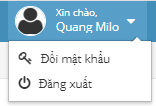 Xin chào,
Quang Milo
Đổi mật khẩu
Đăng xuất